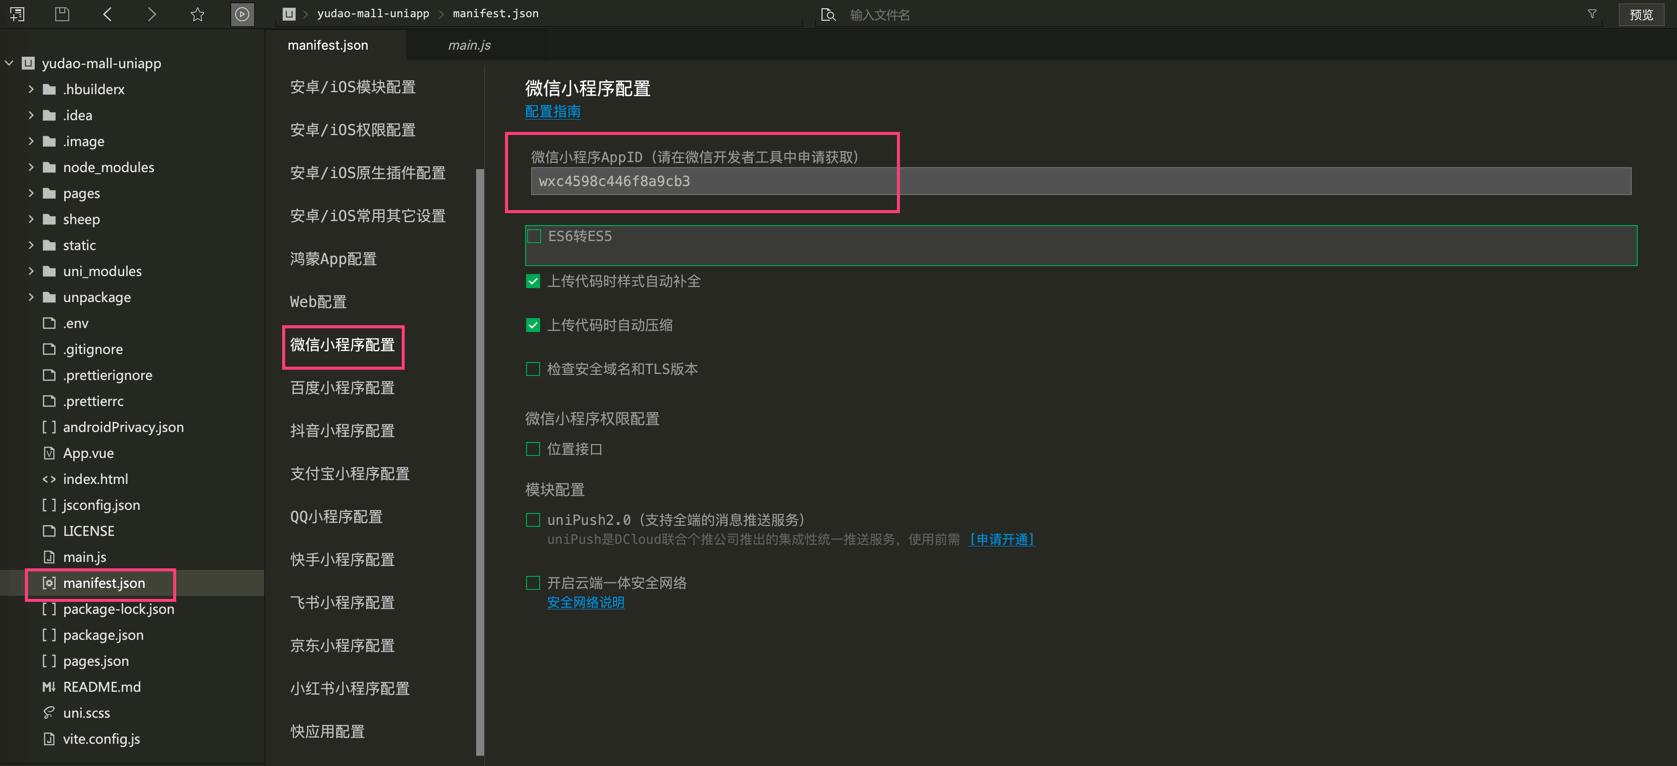 yudao-mall-uniapp
manifest.json
输入文件名
预览
manifest.json
main.js
yudao-mall-uniapp
.hbuilderx
.idea
.image
node_modules
pages
sheep
static
uni_modules
unpackage
.env
.gitignore
.prettierignore
.prettierrc
androidPrivacy.json
App.vue
index.html
jsconfig.json
LICENSE
main.js
manifest.json
package-lock.json
package.json
pages.json
README.md
uni.scss
vite.config.js
安卓/iOS模块配置
安卓/iOS权限配置
安卓/iOS原生插件配置
安卓/iOS常用其它设置
鸿蒙App配置
Web配置
微信小程序配置
百度小程序配置
抖音小程序配置
支付宝小程序配置
QQ小程序配置
快手小程序配置
飞书小程序配置
京东小程序配置
小红书小程序配置
快应用配置
微信小程序配置
配置指南
微信小程序AppID（请在微信开发者工具中申请获取）
wxc4598c446f8a9cb3
ES6转ES5
上传代码时样式自动补全
上传代码时自动压缩
检查安全域名和TLS版本
微信小程序权限配置
位置接口
模块配置
uniPush2.0（支持全端的消息推送服务）
uniPush是DCloud联合个推公司推出的集成性统一推送服务，使用前需 [申请开通]
开启云端一体安全网络
安全网络说明